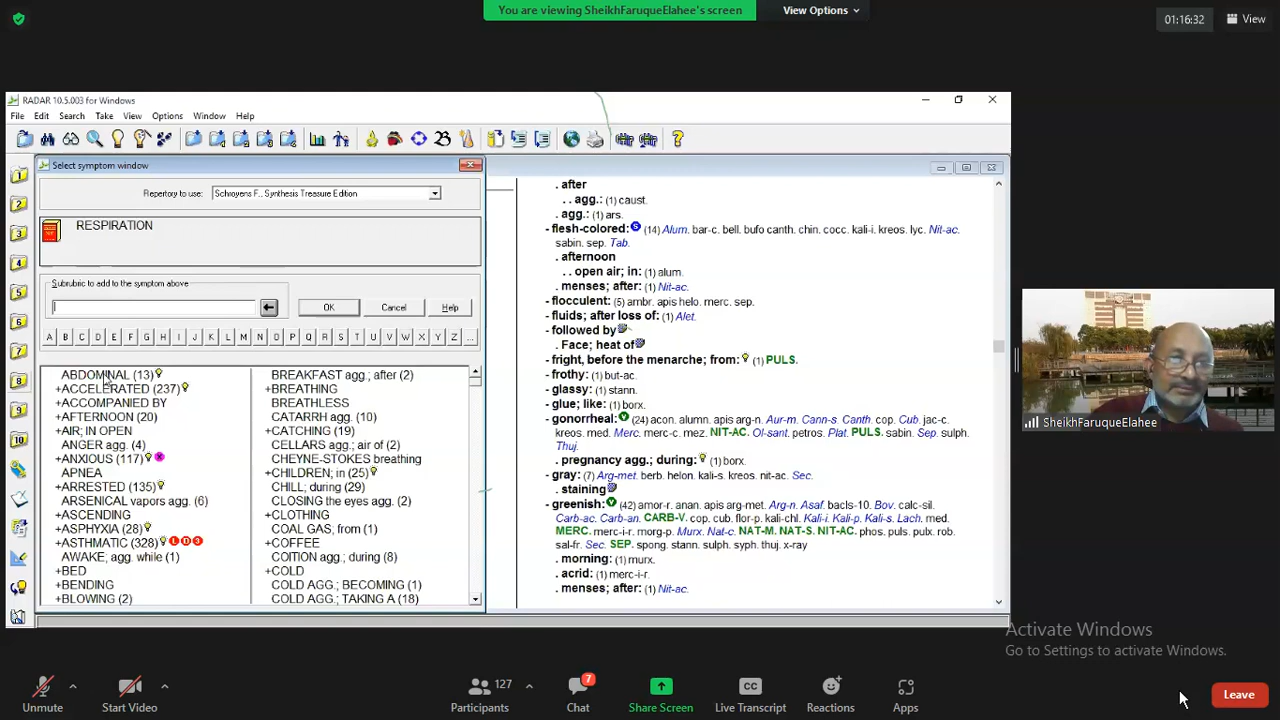 You are viewing SheikhFaruqueElahee's screen
View Options
01:16:32
View
RADAR 10.5.003 for Windows
File Edit Search Take View Options Window Help
Select symptom window
Repertory to use: Schroyens F., Synthesis Treasure Edition
RESPIRATION
Subrubric to add to the symptom above
OK Cancel Help
A B C D E F G H I J K L M N O P Q R S T U V W X Y Z ...
ABDOMINAL (13)
+ACCELERATED (237)
+ACCOMPANIED BY
+AFTERNOON (20)
+AIR; IN OPEN
ANGER agg. (4)
+ANXIOUS (117)
APNEA
+ARRESTED (135)
ARSENICAL vapors agg. (6)
+ASCENDING
+ASPHYXIA (28)
+ASTHMATIC (328)
AWAKE; agg. while (1)
+BED
+BENDING
+BLOWING (2)
BREAKFAST agg.; after (2)
+BREATHING
BREATHLESS
CATARRH agg. (10)
+CATCHING (19)
CELLARS agg.; air of (2)
CHEYNE-STOKES breathing
+CHILDREN; in (25)
CHILL; during (29)
CLOSING the eyes agg. (2)
+CLOTHING
COAL GAS; from (1)
+COFFEE
COITION agg.; during (8)
+COLD
COLD AGG.; BECOMING (1)
COLD AGG.; TAKING A (18)
. after
. . agg.: (1) caust.
. agg.: (1) ars.
- flesh-colored: (14) Alum. bar-c. bell. bufo canth. chin. cocc. kali-i. kreos. lyc. Nit-ac.
sabin. sep. Tab.
. afternoon
. . open air; in: (1) alum.
. menses; after: (1) Nit-ac.
- flocculent: (5) ambr. apis helo. merc. sep.
- fluids; after loss of: (1) Alet.
- followed by
. Face; heat of
- fright, before the menarche; from: (1) PULS.
- frothy: (1) but-ac.
- glassy: (1) stann.
- glue; like: (1) borx.
- gonorrheal: (24) acon. alumn. apis arg-n. Aur-m. Cann-s. Canth. cop. Cub. jac-c.
kreos. med. Merc. merc-c. mez. NIT-AC. Ol-sant. petros. Plat. PULS. sabin. Sep. sulph.
Thuj.
. pregnancy agg.; during: (1) borx.
- gray: (7) Arg-met. berb. helon. kali-s. kreos. nit-ac. Sec.
. staining
- greenish: (42) amor-r. anan. apis arg-met. Arg-n. Asaf. bacls-10. Bov. calc-sil.
Carb-ac. Carb-an. CARB-V. cop. cub. flor-p. kali-chl. Kali-i. Kali-p. Kali-s. Lach. med.
MERC. merc-i-r. morg-p. Murx. Nat-c. NAT-M. NAT-S. NIT-AC. phos. puls. pulx. rob.
sal-fr. Sec. SEP. spong. stann. sulph. syph. thuj. x-ray
. morning: (1) murx.
. acrid: (1) merc-i-r.
. menses; after: (1) Nit-ac.
SheikhFaruqueElahee
Activate Windows
Go to Settings to activate Windows.
Unmute
Start Video
127
Participants
7
Chat
Share Screen
CC
Live Transcript
Reactions
Apps
Leave